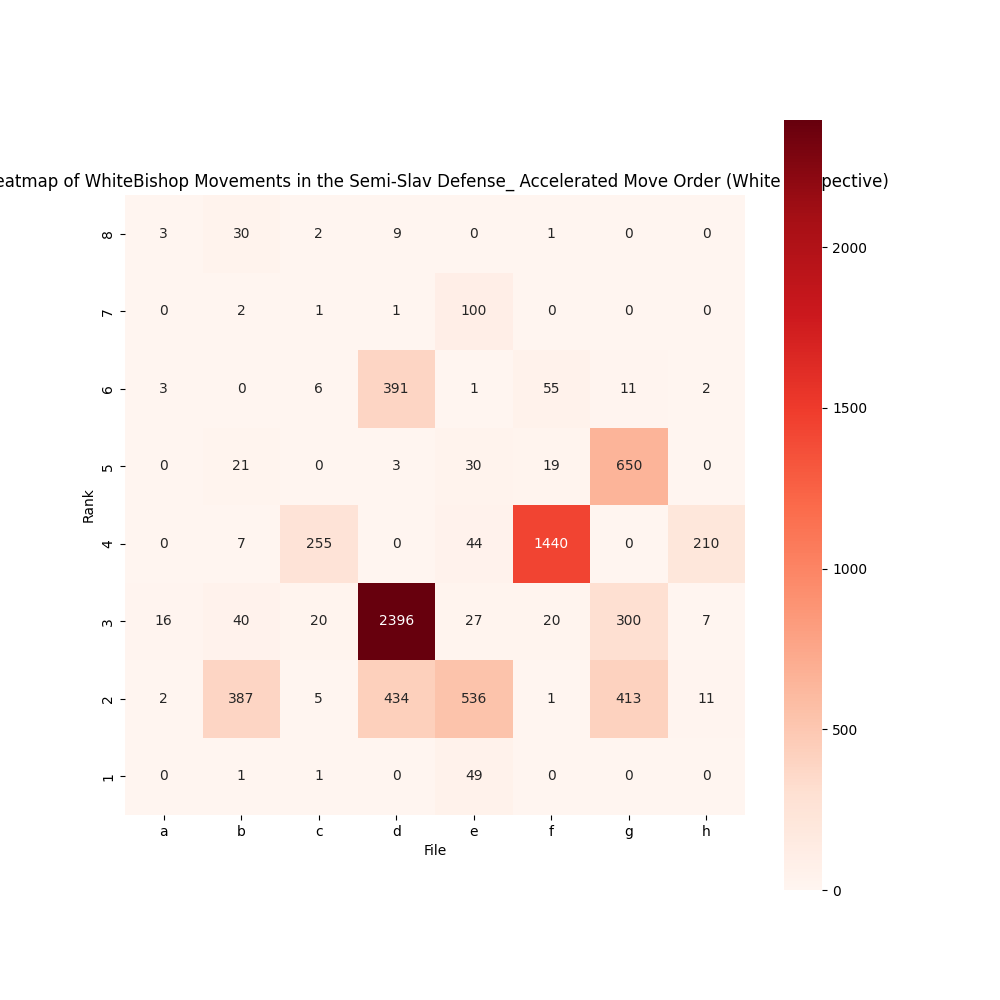 eatmap of WhiteBishop Movements in the Semi-Slav Defense_ Accelerated Move Order (White pective)
8 3 30 2 9 0 1 0 0
7 0 2 1 1 100 0 0 0
6 3 0 6 391 1 55 11 2
5 0 21 0 3 30 19 650 0
4 0 7 255 0 44 1440 0 210
3 16 40 20 2396 27 20 300 7
2 2 387 5 434 536 1 413 11
1 0 1 1 0 49 0 0 0
a b c d e f g h
File
Rank
2000
1500
1000
500
0